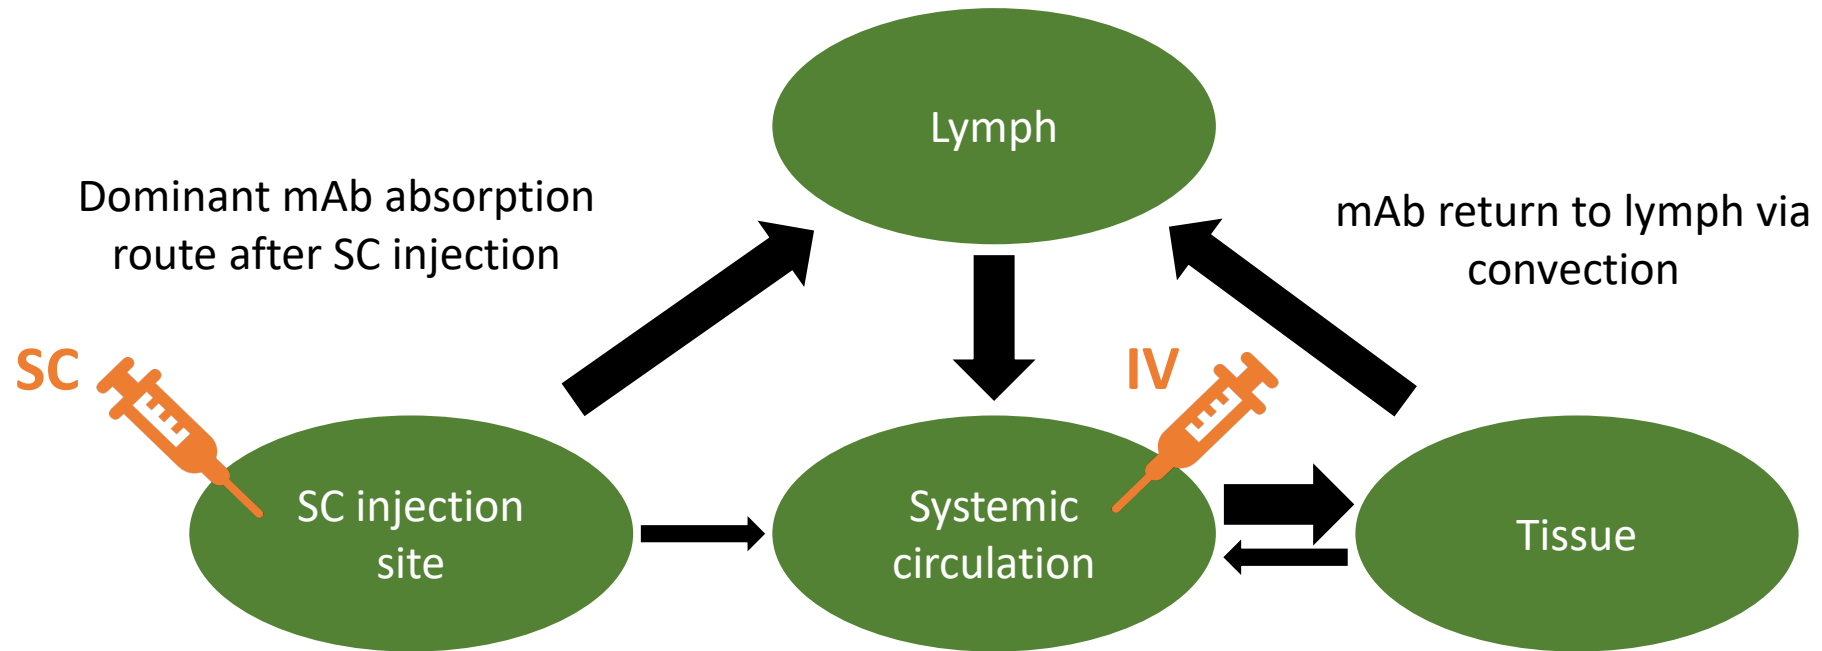 Lymph
Dominant mAb absorption
route after SC injection
mAb return to lymph via
convection
SC
IV
SC injection
site
Systemic
circulation
Tissue